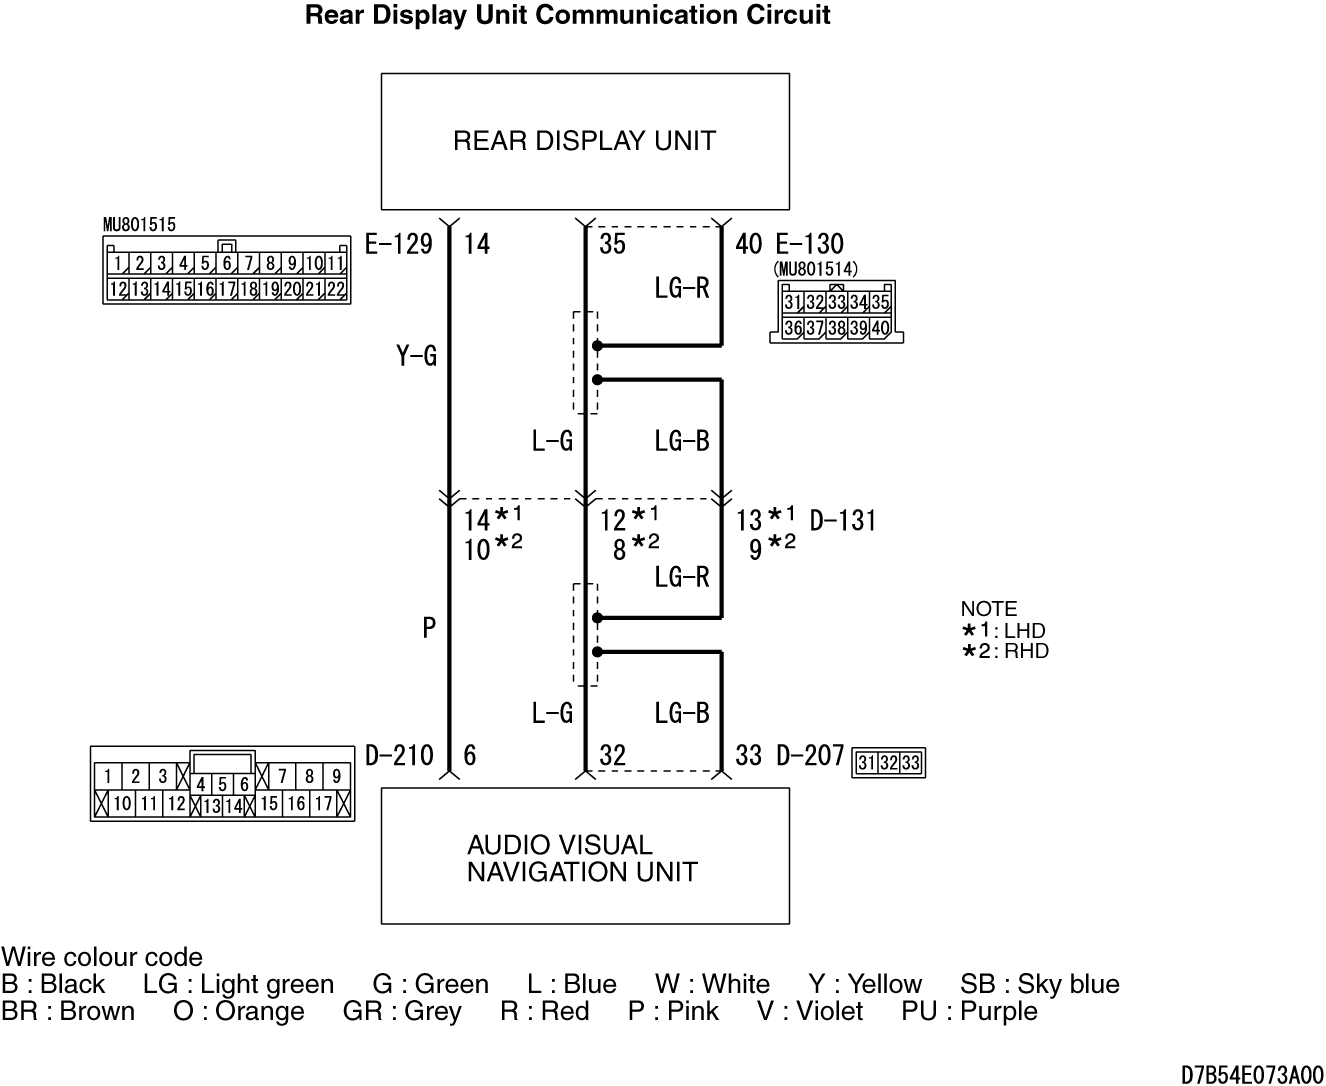 Rear Display Unit Communication Circuit
REAR DISPLAY UNIT
MU801515
E-129 14 35 40 E-130
(MU801514)
1 2 3 4 5 6 7 8 9 10 11
12 13 14 15 16 17 18 19 20 21 22
LG-R
31 32 33 34 35
36 37 38 39 40
Y-G
L-G LG-B
14*1 12*1 13*1 D-131
10*2 8*2 9*2
LG-R
NOTE
*1: LHD
*2: RHD
P
L-G LG-B
D-210 6 32 33 D-207
31 32 33
1 2 3 4 5 6 7 8 9
10 11 12 13 14 15 16 17
AUDIO VISUAL
NAVIGATION UNIT
Wire colour code
B : Black LG : Light green G : Green L : Blue W : White Y : Yellow SB : Sky blue
BR : Brown O : Orange GR : Grey R : Red P : Pink V : Violet PU : Purple
D7B54E073A00